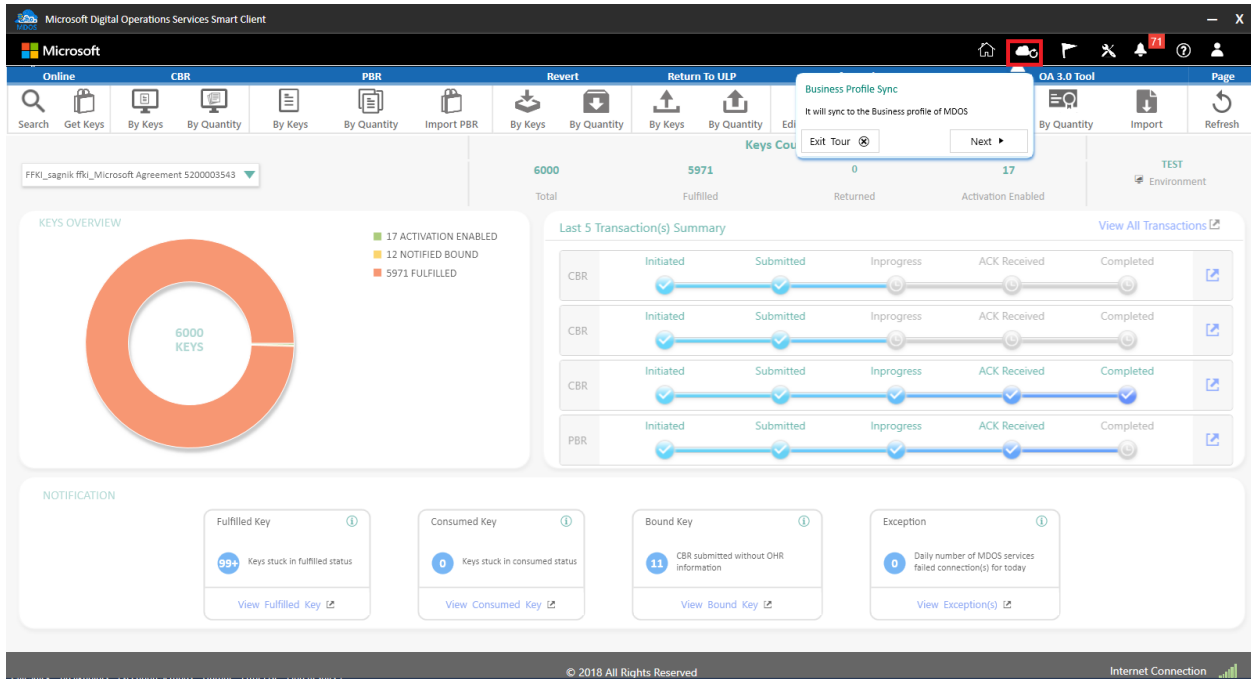 MDOS
Microsoft Digital Operations Services Smart Client
— X
Microsoft
71
Online CBR PBR Revert Return To ULP OA 3.0 Tool Page
Search Get Keys By Keys By Quantity By Keys By Quantity Import PBR By Keys By Quantity By Keys By Quantity Edi By Quantity Import Refresh
Business Profile Sync
It will sync to the Business profile of MDOS
Exit Tour Next
Keys Cou
FFKI_sagnik ffki_Microsoft Agreement 5200003543
6000 5971 0 17
Total Fulfilled Returned Activation Enabled
TEST
Environment
KEYS OVERVIEW
17 ACTIVATION ENABLED
12 NOTIFIED BOUND
5971 FULFILLED
6000
KEYS
Last 5 Transaction(s) Summary View All Transactions
Initiated Submitted Inprogress ACK Received Completed
CBR
Initiated Submitted Inprogress ACK Received Completed
CBR
Initiated Submitted Inprogress ACK Received Completed
CBR
Initiated Submitted Inprogress ACK Received Completed
PBR
NOTIFICATION
Fulfilled Key
99+ Keys stuck in fulfilled status
View Fulfilled Key
Consumed Key
0 Keys stuck in consumed status
View Consumed Key
Bound Key
11 CBR submitted without OHR
information
View Bound Key
Exception
0 Daily number of MDOS services
failed connection(s) for today
View Exception(s)
© 2018 All Rights Reserved
Internet Connection